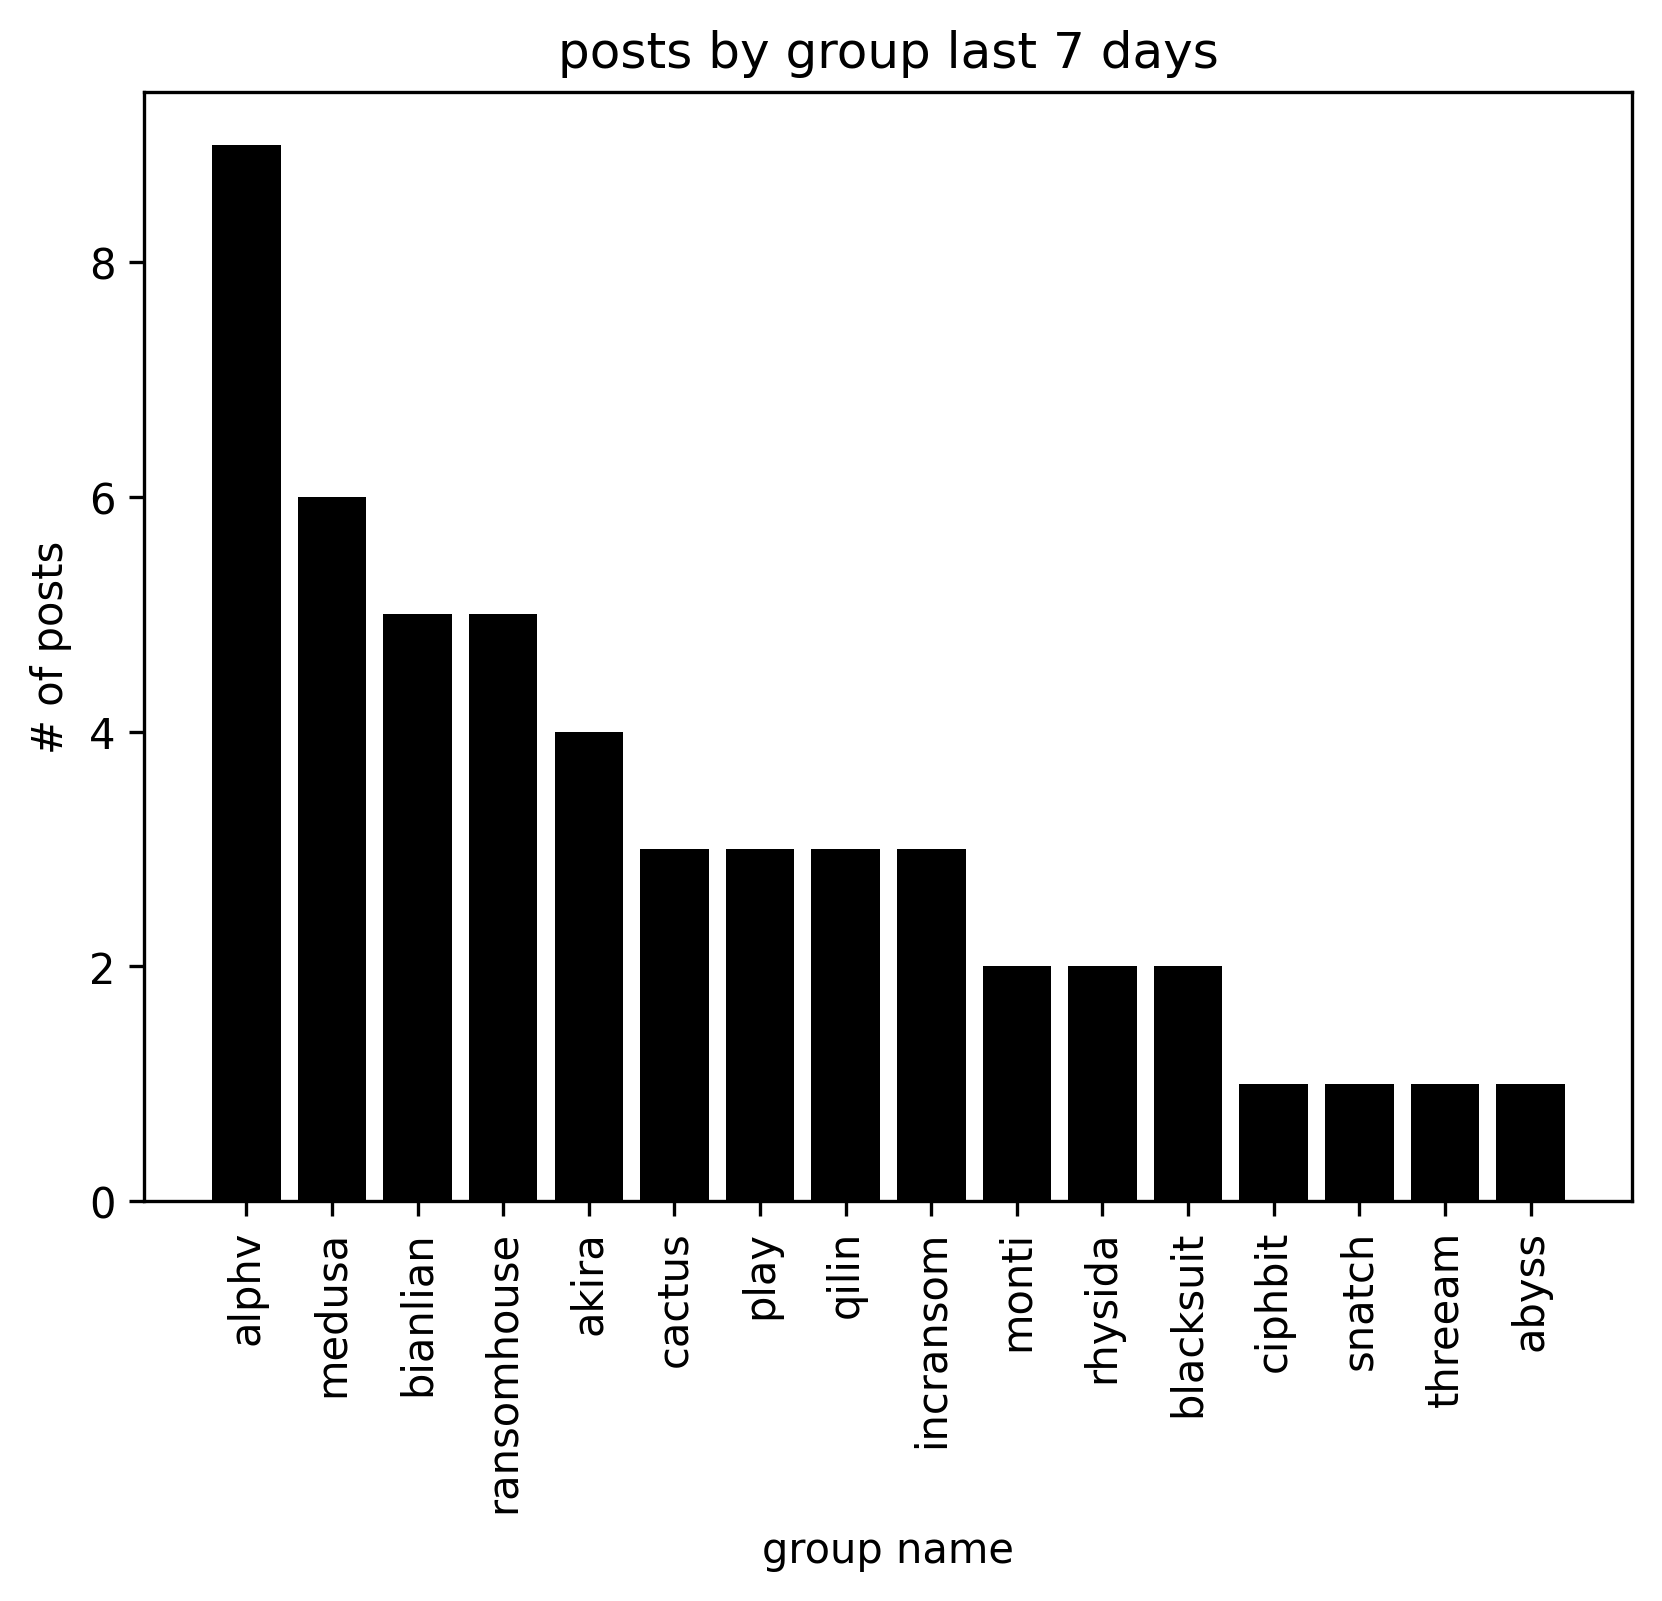 posts by group last 7 days
# of posts
8
6
4
2
0
alphv
medusa
bianlian
ransomhouse
akira
cactus
play
qilin
incransom
monti
rhysida
blacksuit
ciphbit
snatch
threeam
abyss
group name